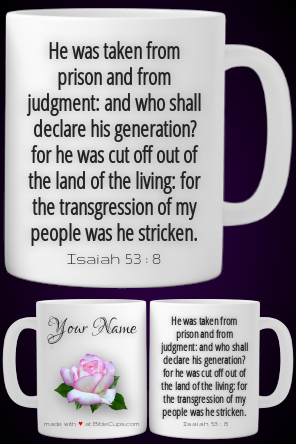 He was taken from
prison and from
judgment: and who shall
declare his generation?
for he was cut off out of
the land of the living: for
the transgression of my
people was he stricken.
Isaiah 53 : 8
Your Name
made with ♥ at BibleCups.com
He was taken from
prison and from
judgment: and who shall
declare his generation?
for he was cut off out of
the land of the living: for
the transgression of my
people was he stricken.
Isaiah 53 : 8